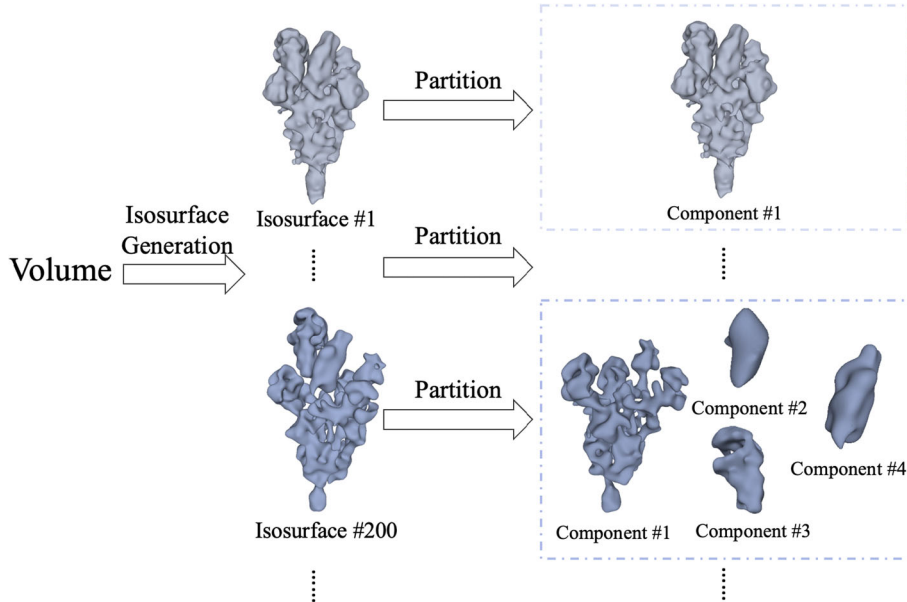 Partition
Isosurface #1
Component #1
Isosurface
Generation
Volume
Partition
Partition
Component #2
Component #4
Isosurface #200
Component #1
Component #3